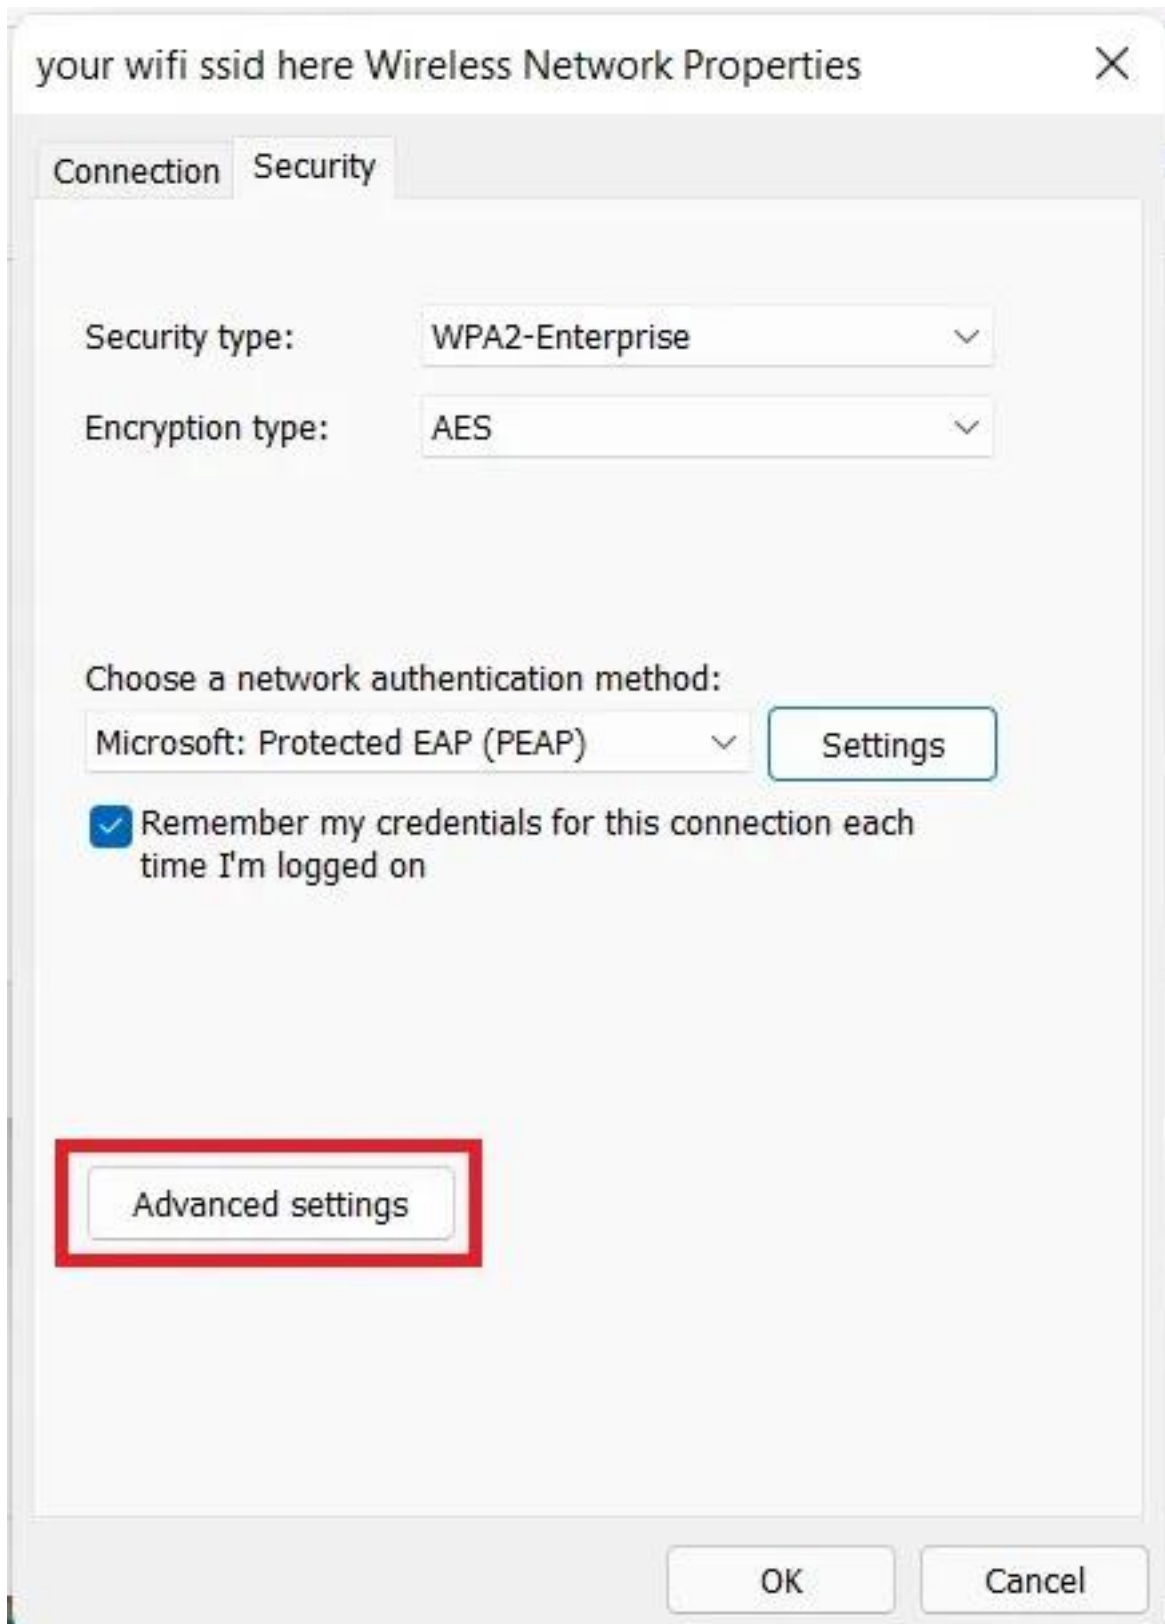 your wifi ssid here Wireless Network Properties
Connection
Security
Security type:
WPA2-Enterprise
Encryption type:
AES
Choose a network authentication method:
Microsoft: Protected EAP (PEAP)
Settings
Remember my credentials for this connection each
time I'm logged on
Advanced settings
OK
Cancel